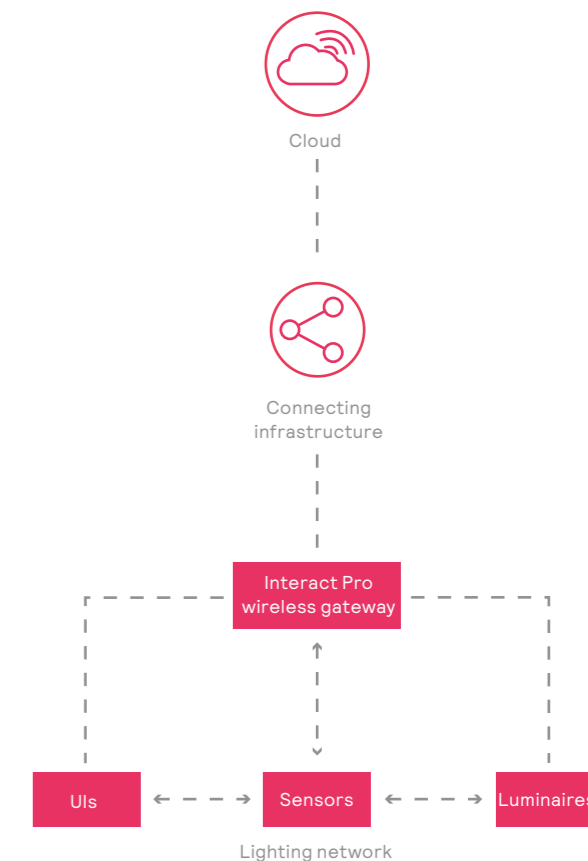 Cloud
Connecting
infrastructure
Interact Pro
wireless gateway
UIs
Sensors
Luminaires
Lighting network